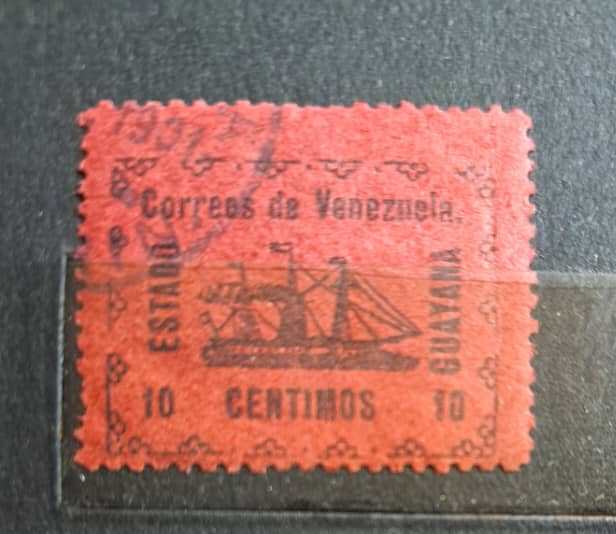 Correos de Venezuela.
ESTADO
GUAYANA
10 CENTIMOS 10